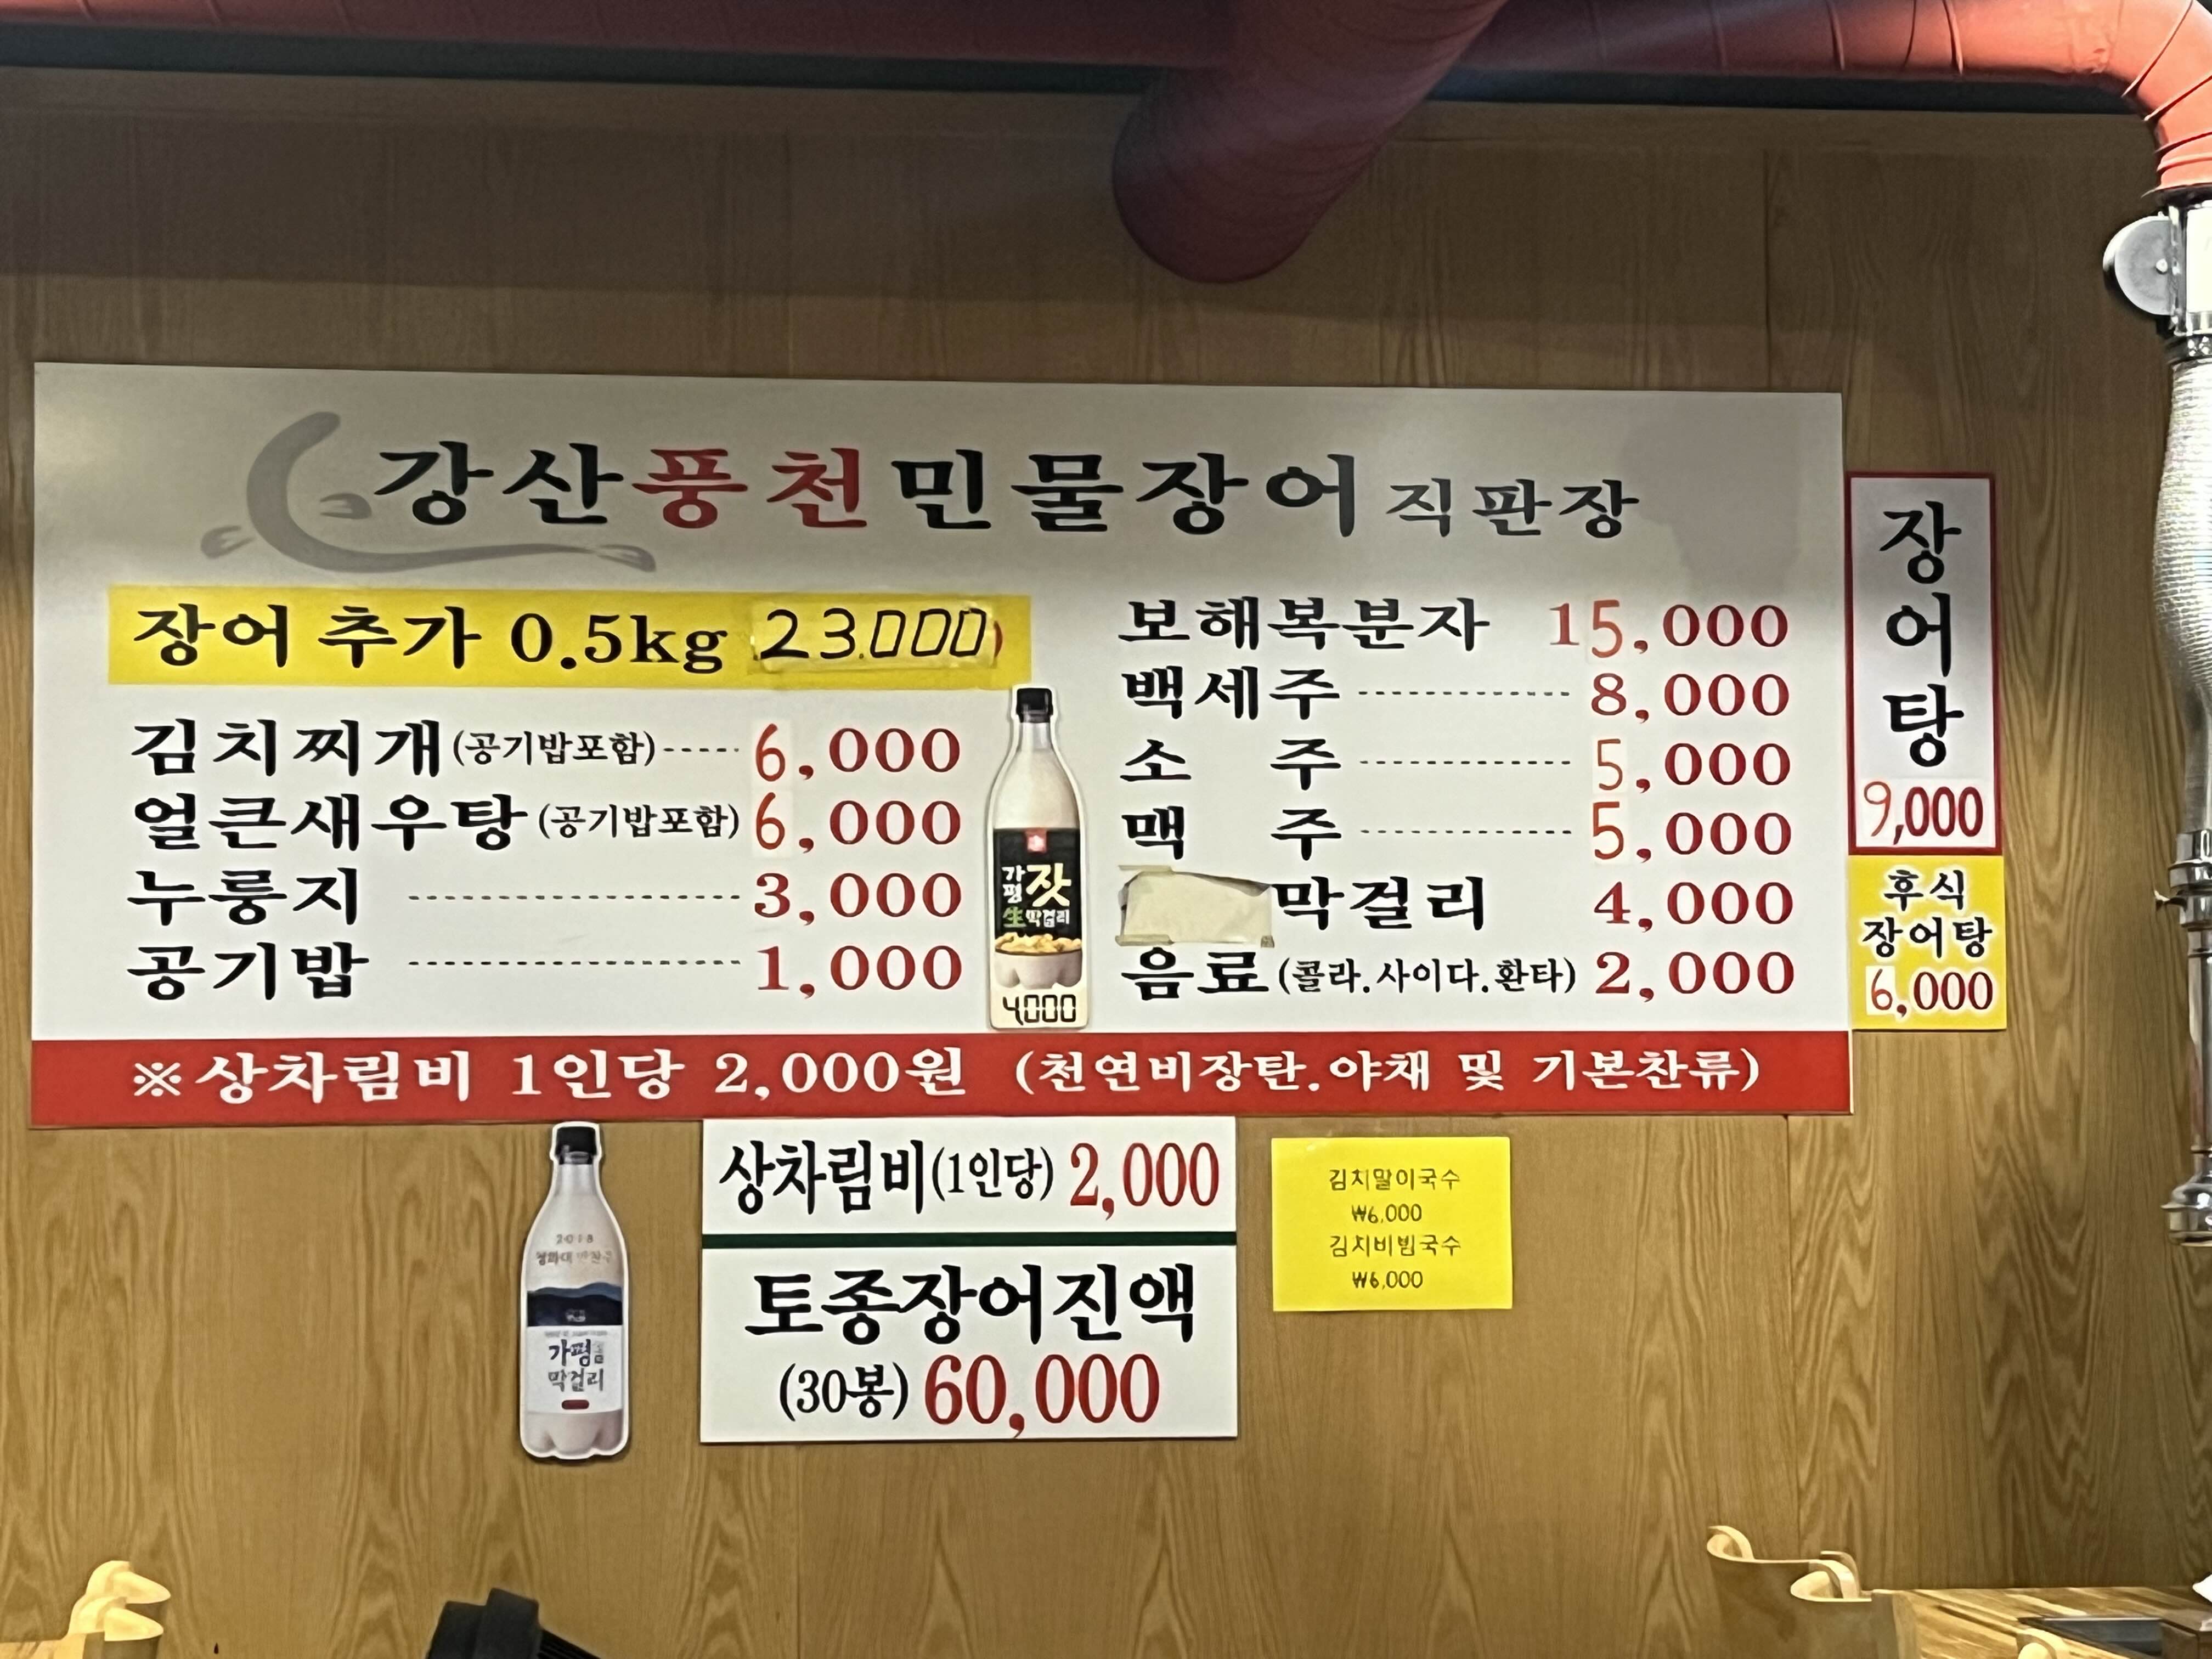 강산풍천민물장어 직판장
장어 추가 0.5kg 23.000
김치찌개(공기밥포함)-----6,000
얼큰새우탕(공기밥포함) 6,000
누룽지 ---------------------- 3,000
공기밥 ---------------------- 1,000
가평 잣
生막걸리
4000
보해복분자 15,000
백세주 --------------- 8,000
소 주 --------------- 5,000
맥 주 --------------- 5,000
막걸리 4,000
음료(콜라.사이다.환타) 2,000
※상차림비 1인당 2,000원 (천연비장탄.야채 및 기본찬류)
장
어
탕
9,000
후식
장어탕
6,000
2018
가평
막걸리
상차림비(1인당) 2,000
토종장어진액
(30봉) 60,000
김치말이국수
₩6,000
김치비빔국수
₩6,000